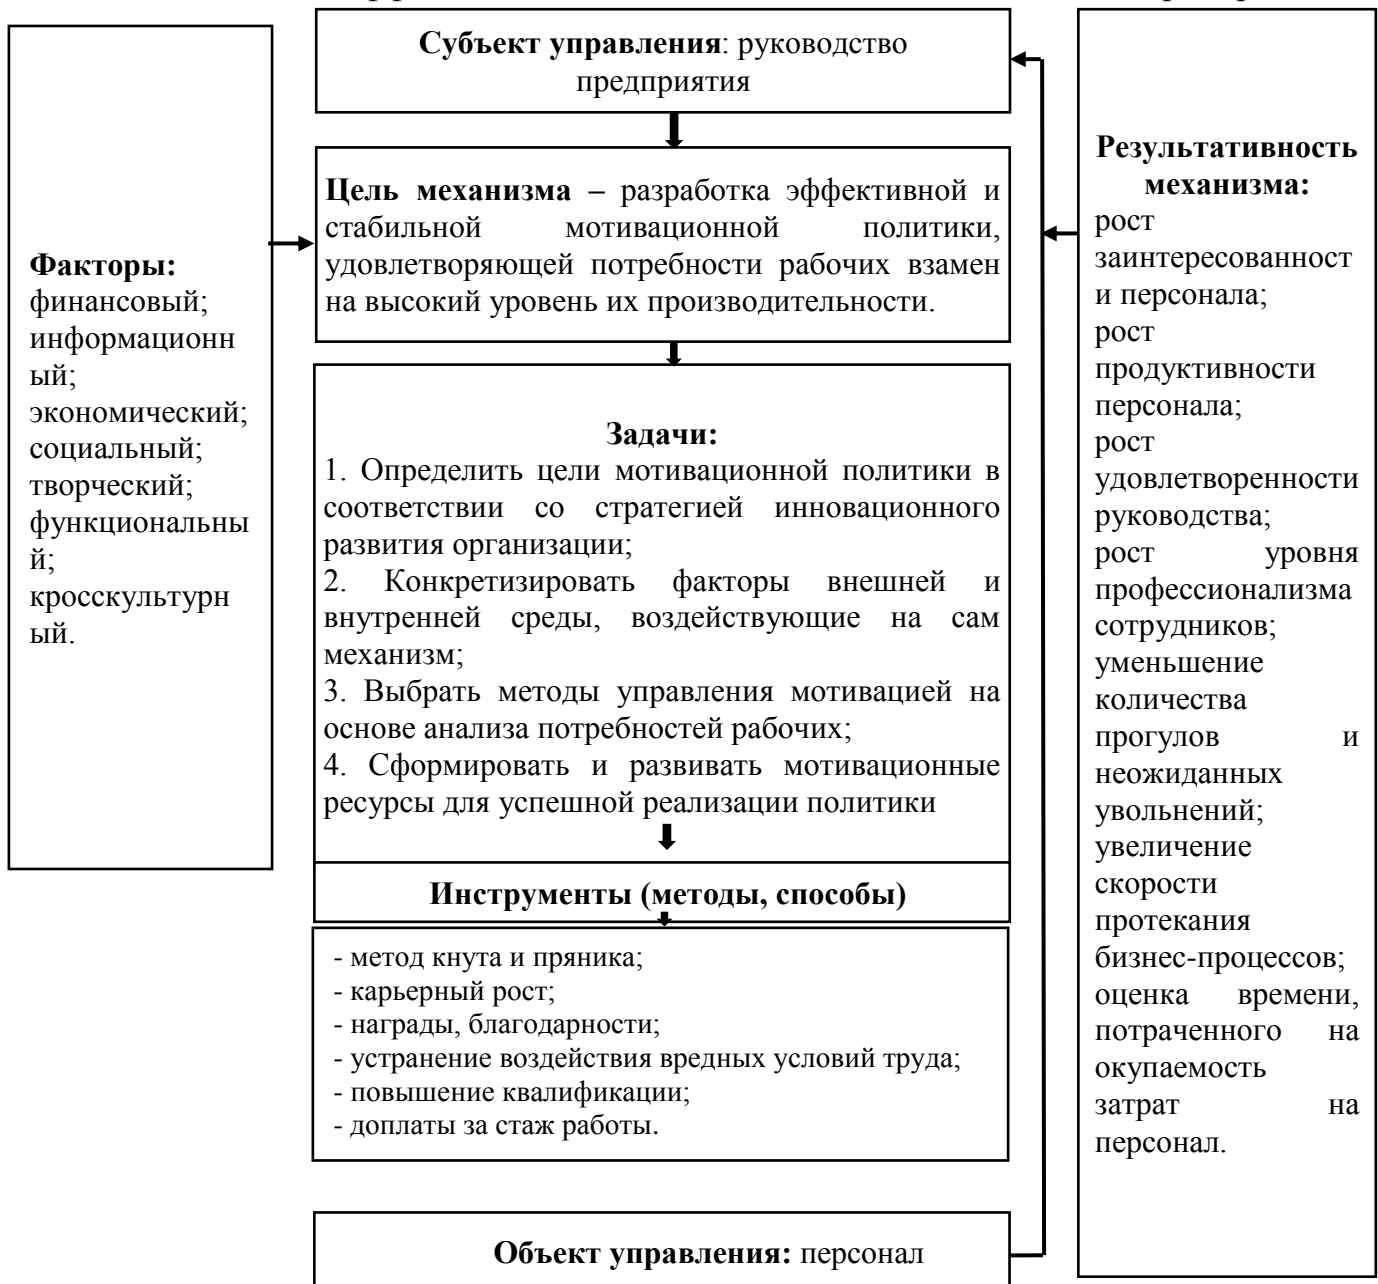 Факторы:
финансовый;
информационн
ый;
экономический;
социальный;
творческий;
функциональны
й;
кросскультурн
ый.
Субъект управления: руководство
предприятия
Цель механизма – разработка эффективной и
стабильной мотивационной политики,
удовлетворяющей потребности рабочих взамен
на высокий уровень их производительности.
Задачи:
1. Определить цели мотивационной политики в
соответствии со стратегией инновационного
развития организации;
2. Конкретизировать факторы внешней и
внутренней среды, воздействующие на сам
механизм;
3. Выбрать методы управления мотивацией на
основе анализа потребностей рабочих;
4. Сформировать и развивать мотивационные
ресурсы для успешной реализации политики
Инструменты (методы, способы)
- метод кнута и пряника;
- карьерный рост;
- награды, благодарности;
- устранение воздействия вредных условий труда;
- повышение квалификации;
- доплаты за стаж работы.
Объект управления: персонал
Результативность
механизма:
рост
заинтересованност
и персонала;
рост
продуктивности
персонала;
рост
удовлетворенности
руководства;
рост уровня
профессионализма
сотрудников;
уменьшение
количества
прогулов и
неожиданных
увольнений;
увеличение
скорости
протекания
бизнес-процессов;
оценка времени,
потраченного на
окупаемость
затрат на
персонал.